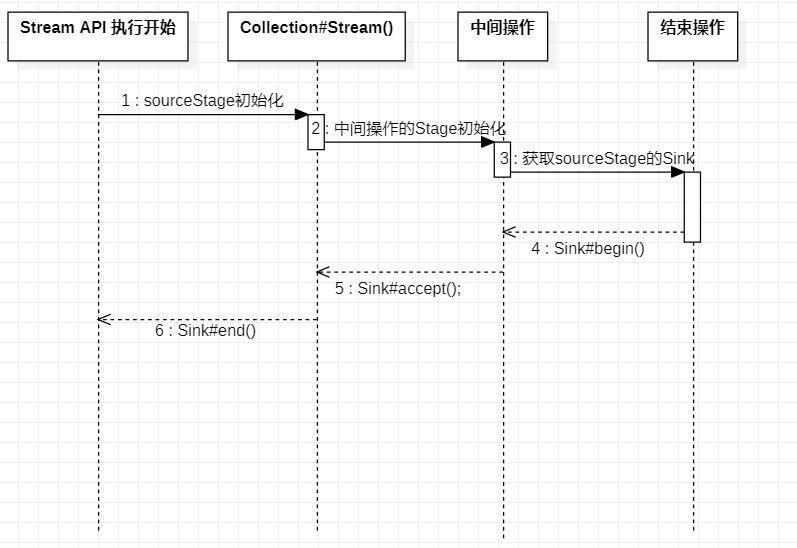 Stream API 执行开始
Collection#Stream()
中间操作
结束操作
1 : sourceStage初始化
2 : 中间操作的Stage初始化
3 : 获取sourceStage的Sink
4 : Sink#begin()
5 : Sink#accept();
6 : Sink#end()